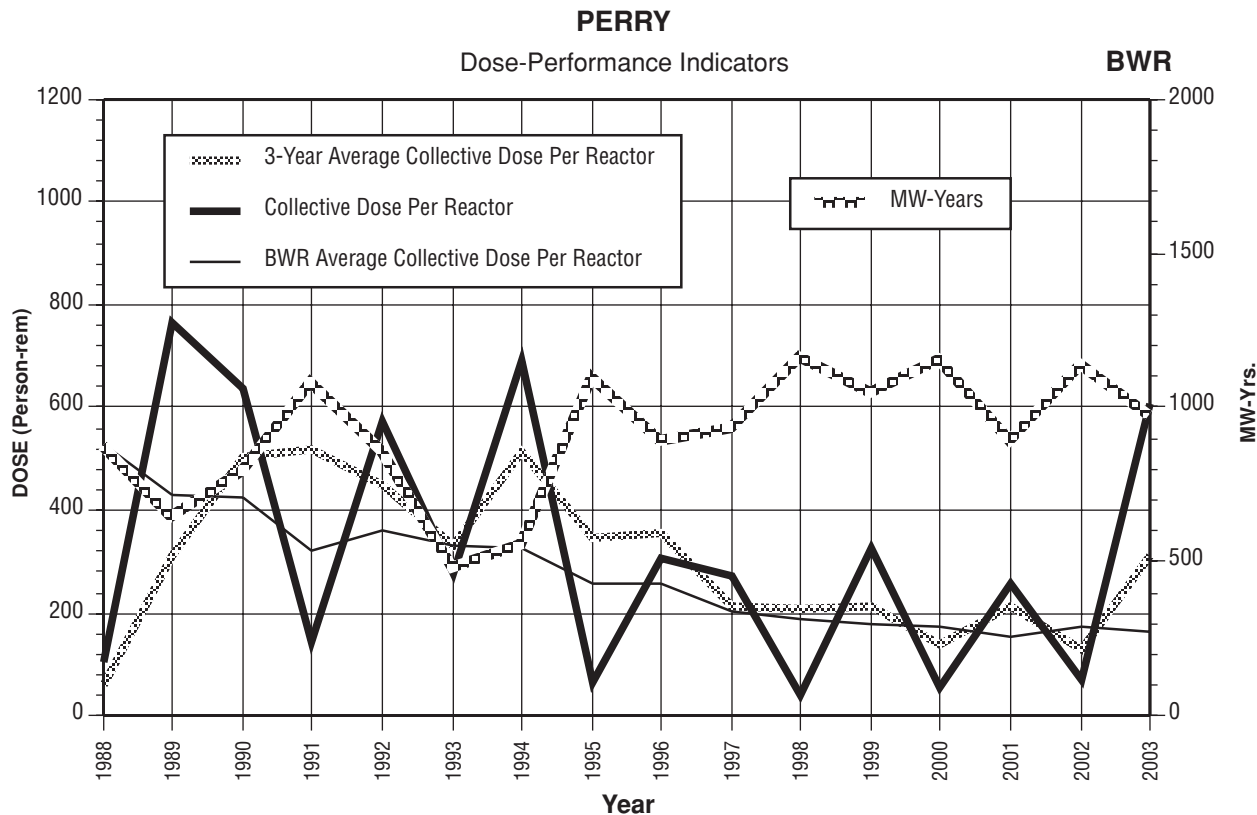 PERRY
Dose-Performance Indicators
BWR
1200
1000
800
600
400
200
0
DOSE (Person-rem)
3-Year Average Collective Dose Per Reactor
Collective Dose Per Reactor
BWR Average Collective Dose Per Reactor
MW-Years
2000
1500
1000
500
0
MW-Yrs.
1988
1989
1990
1991
1992
1993
1994
1995
1996
1997
1998
1999
2000
2001
2002
2003
Year